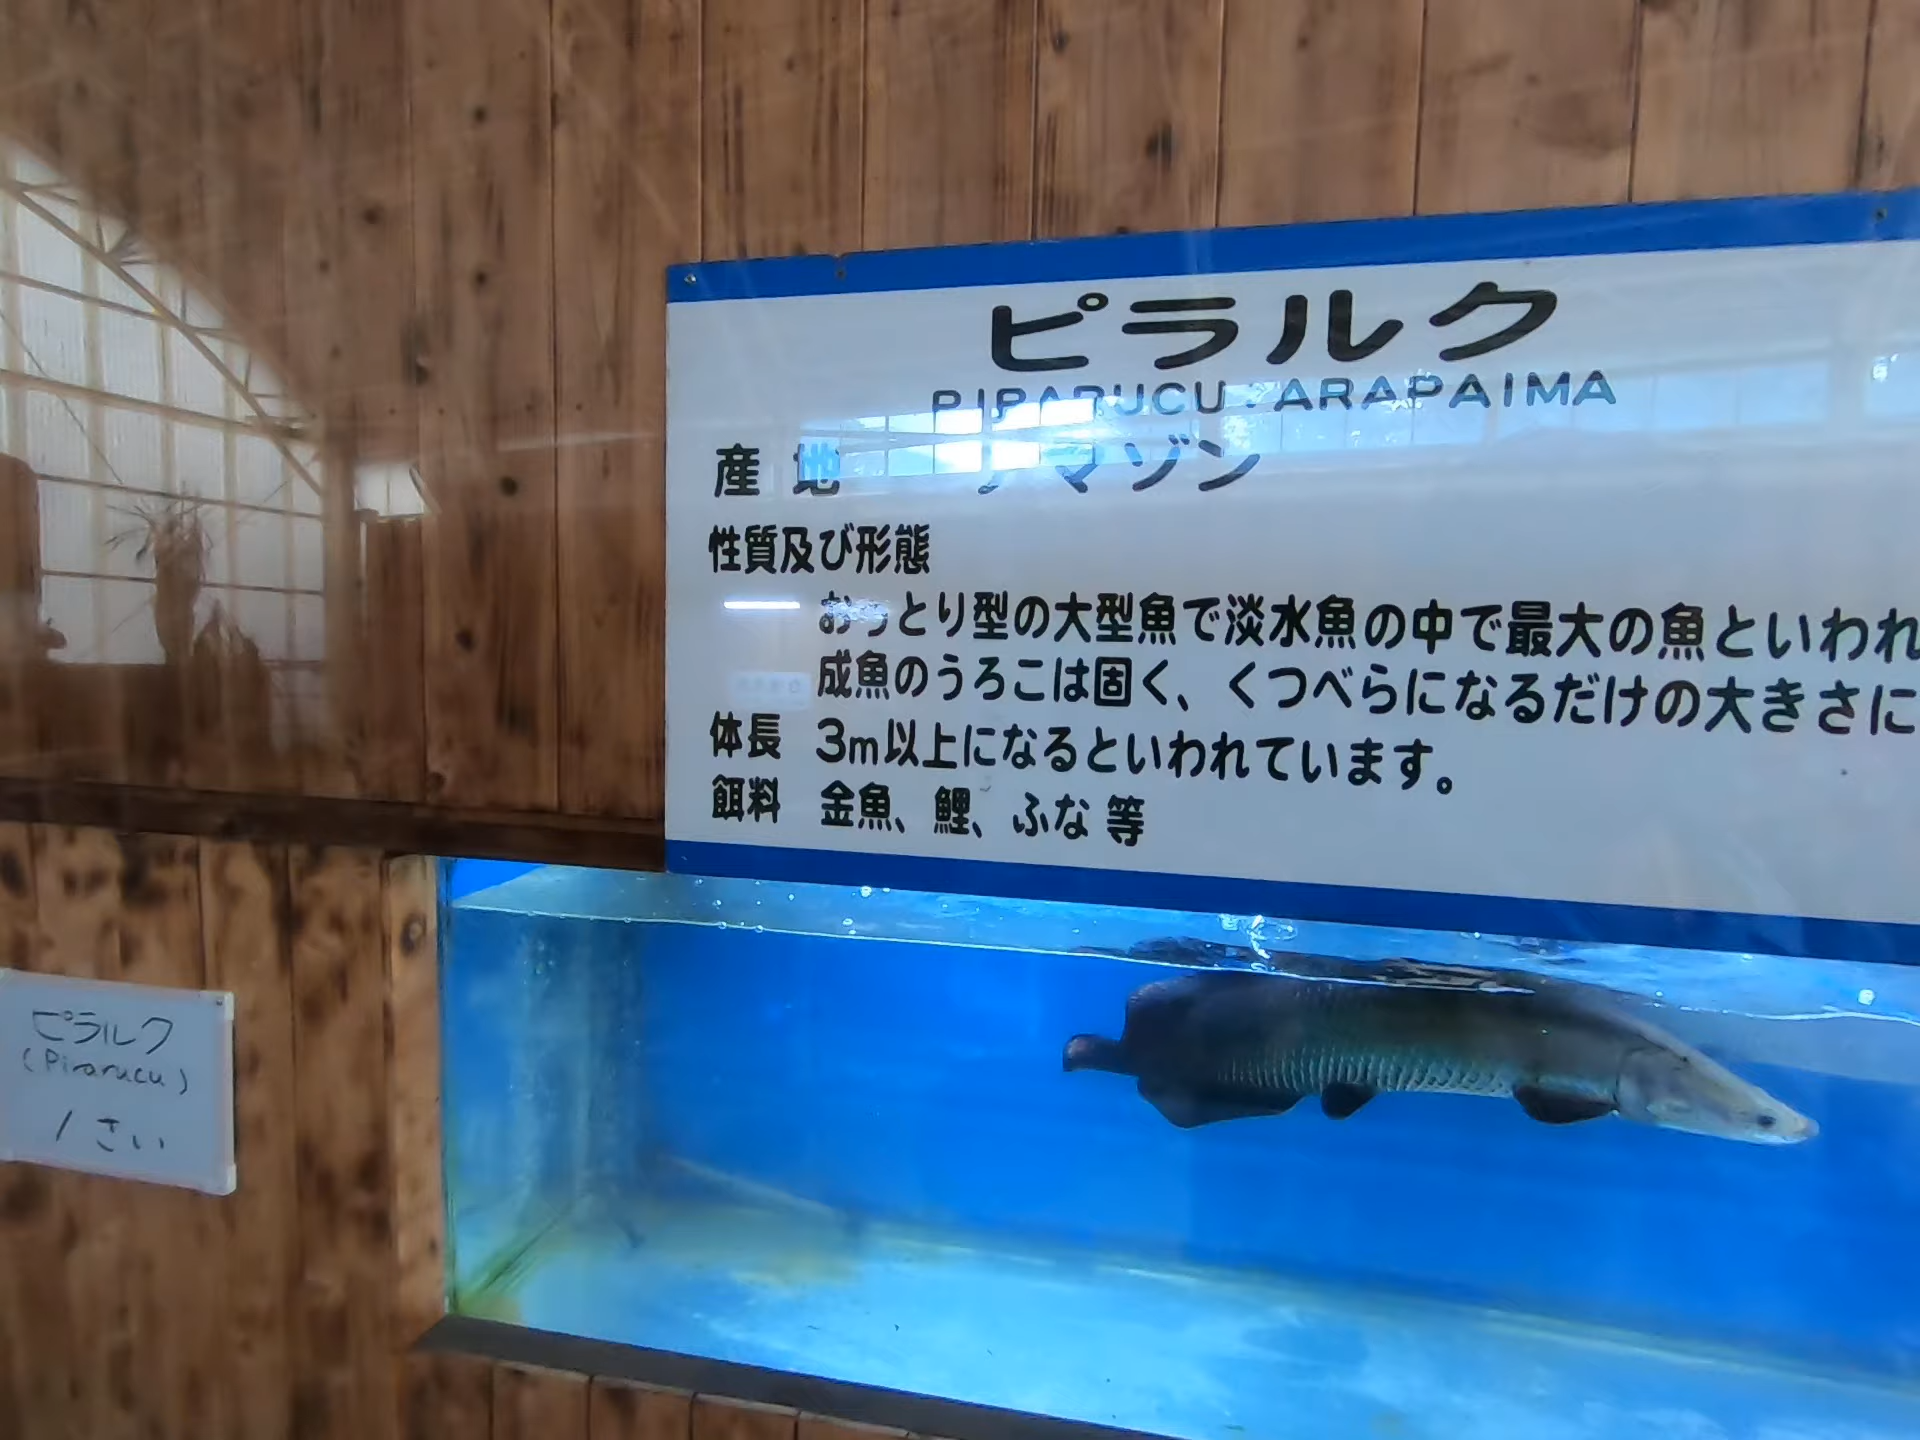 ピラルク
PIRARUCU・ARAPAIMA
産地 アマゾン
性質及び形態
おっとり型の大型魚で淡水魚の中で最大の魚といわれ
成魚のうろこは固く、くつべらになるだけの大きさに
体長 3m以上になるといわれています。
餌料 金魚、鯉、ふな 等
ピラルク
(Pirarucu)
1さい